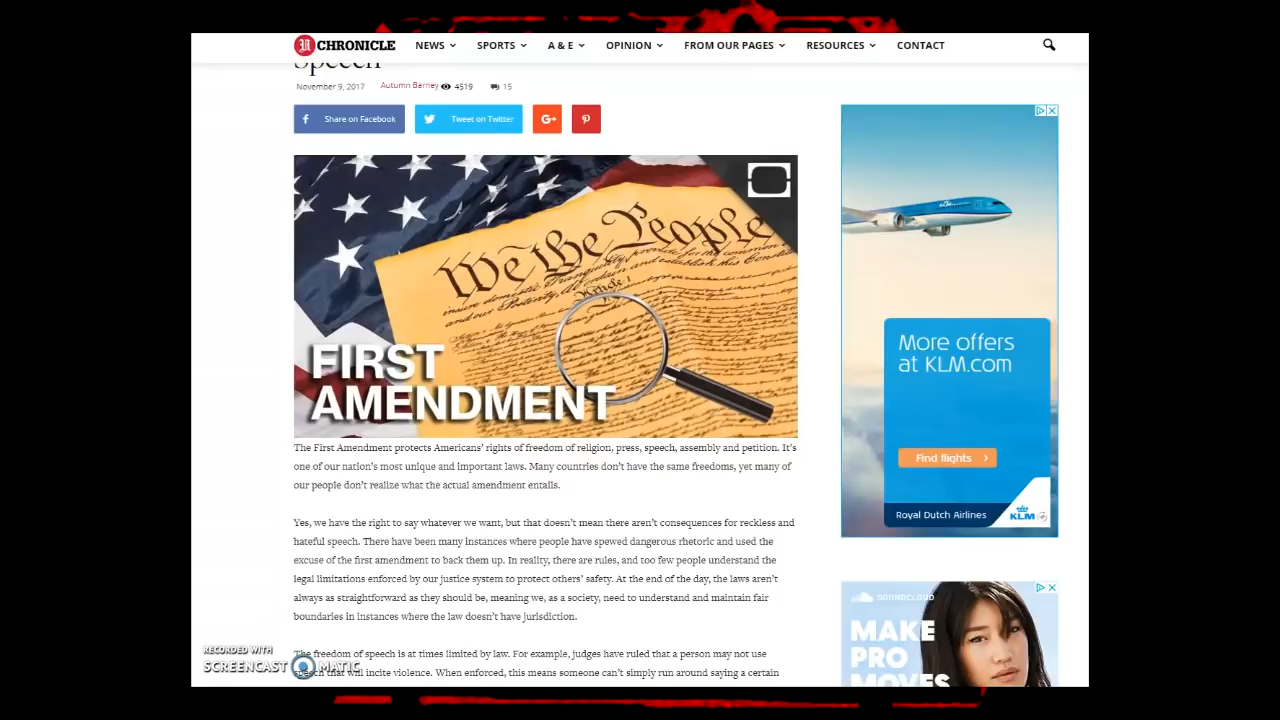 CHRONICLE NEWS SPORTS A & E OPINION FROM OUR PAGES RESOURCES CONTACT
Speech
November 9, 2017 Autumn Barney 4519 15
Share on Facebook Tweet on Twitter G+
We the People
Article 1
FIRST
AMENDMENT
The First Amendment protects Americans’ rights of freedom of religion, press, speech, assembly and petition. It’s
one of our nation’s most unique and important laws. Many countries don’t have the same freedoms, yet many of
our people don’t realize what the actual amendment entails.
Yes, we have the right to say whatever we want, but that doesn’t mean there aren’t consequences for reckless and
hateful speech. There have been many instances where people have spewed dangerous rhetoric and used the
excuse of the first amendment to back them up. In reality, there are rules, and too few people understand the
legal limitations enforced by our justice system to protect others’ safety. At the end of the day, the laws aren’t
always as straightforward as they should be, meaning we, as a society, need to understand and maintain fair
boundaries in instances where the law doesn’t have jurisdiction.
The freedom of speech is at times limited by law. For example, judges have ruled that a person may not use
speech that will incite violence. When enforced, this means someone can’t simply run around saying a certain
RECORDED WITH
SCREENCAST MATIC
KLM
More offers
at KLM.com
Find flights
Royal Dutch Airlines KLM
SOUNDCLOUD
MAKE
PRO
MOVES